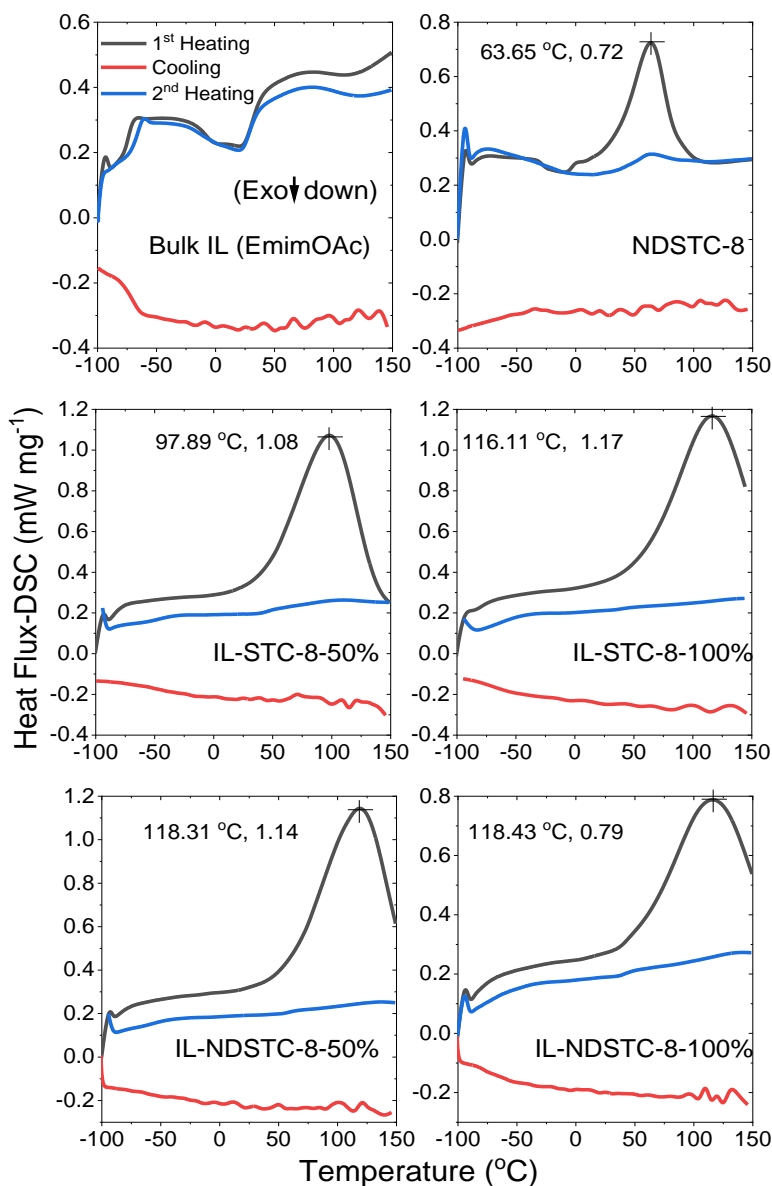 1st Heating
Cooling
2nd Heating
(Exo↓down)
Bulk IL (EmimOAc)
0.6
0.4
0.2
0.0
-0.2
-0.4
-100 -50 0 50 100 150
63.65 °C, 0.72
NDSTC-8
0.8
0.6
0.4
0.2
0.0
-0.2
-0.4
-100 -50 0 50 100 150
Heat Flux-DSC (mW mg-1)
97.89 °C, 1.08
IL-STC-8-50%
1.2
1.0
0.8
0.6
0.4
0.2
0.0
-0.2
-0.4
-100 -50 0 50 100 150
116.11 °C, 1.17
IL-STC-8-100%
1.2
1.0
0.8
0.6
0.4
0.2
0.0
-0.2
-0.4
-100 -50 0 50 100 150
118.31 °C, 1.14
IL-NDSTC-8-50%
1.2
1.0
0.8
0.6
0.4
0.2
0.0
-0.2
-100 -50 0 50 100 150
118.43 °C, 0.79
IL-NDSTC-8-100%
0.8
0.6
0.4
0.2
0.0
-0.2
-100 -50 0 50 100 150
Temperature (°C)